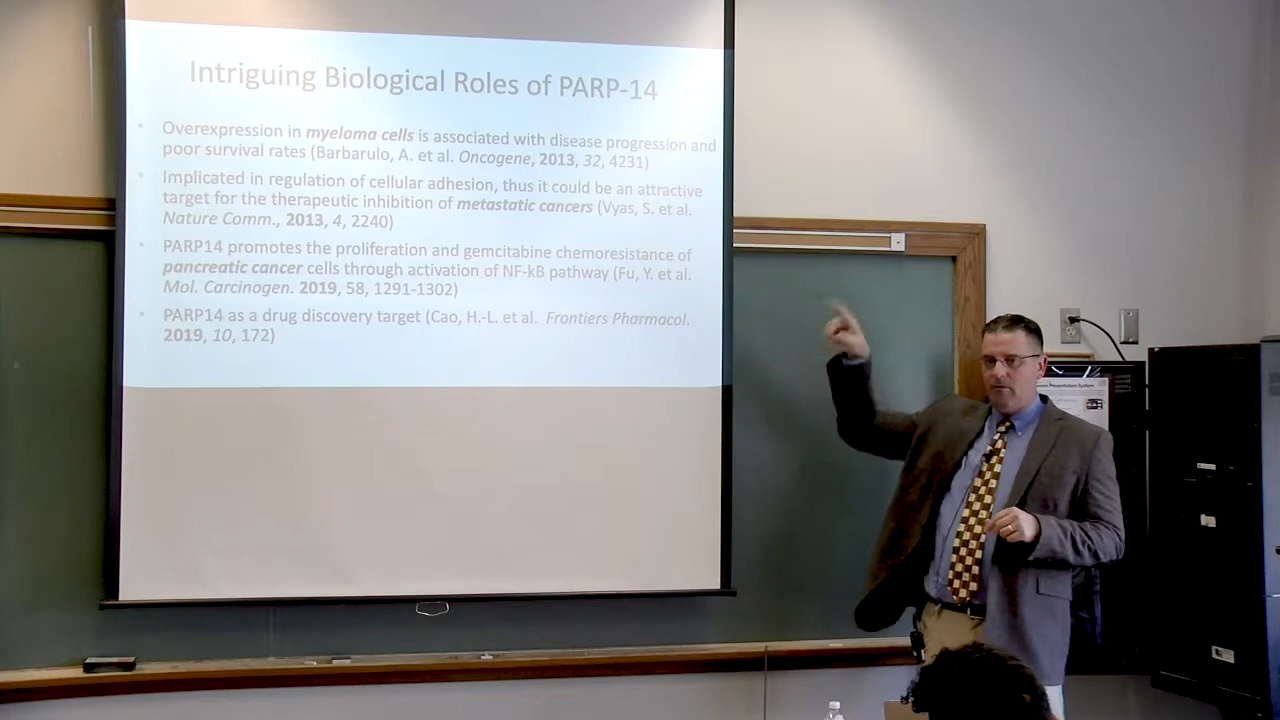 Intriguing Biological Roles of PARP-14
• Overexpression in myeloma cells is associated with disease progression and
poor survival rates (Barbarulo, A. et al. Oncogene, 2013, 32, 4231)
• Implicated in regulation of cellular adhesion, thus it could be an attractive
target for the therapeutic inhibition of metastatic cancers (Vyas, S. et al.
Nature Comm., 2013, 4, 2240)
• PARP14 promotes the proliferation and gemcitabine chemoresistance of
pancreatic cancer cells through activation of NF-kB pathway (Fu, Y. et al.
Mol. Carcinogen. 2019, 58, 1291-1302)
• PARP14 as a drug discovery target (Cao, H.-L. et al. Frontiers Pharmacol.
2019, 10, 172)
Presentation System